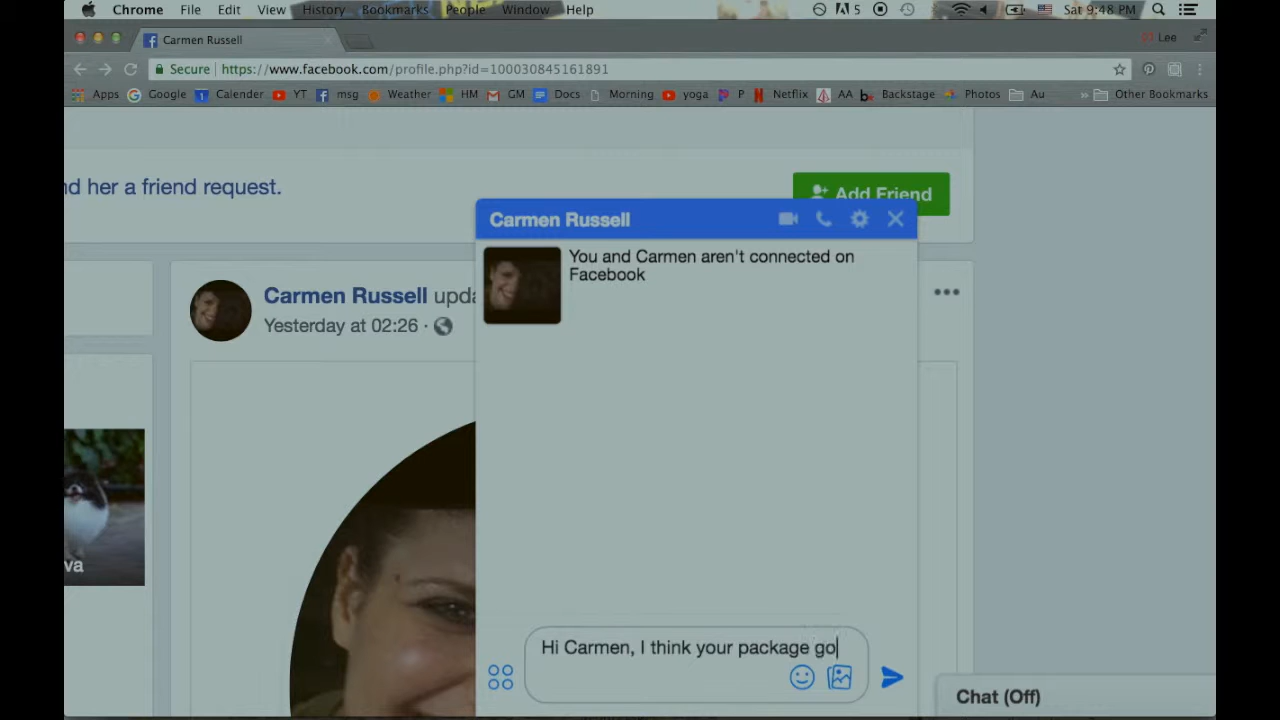 Chrome File Edit View History Bookmarks People Window Help 5 Sat 9:48 PM
Carmen Russell Lee
Secure https://www.facebook.com/profile.php?id=100030845161891
Apps Google Calender YT msg Weather HM GM Docs Morning yoga P Netflix AA Backstage Photos Au » Other Bookmarks
nd her a friend request.
Add Friend
Carmen Russell
You and Carmen aren't connected on
Facebook
Carmen Russell upda
Yesterday at 02:26 ·
va
Hi Carmen, I think your package go
Chat (Off)